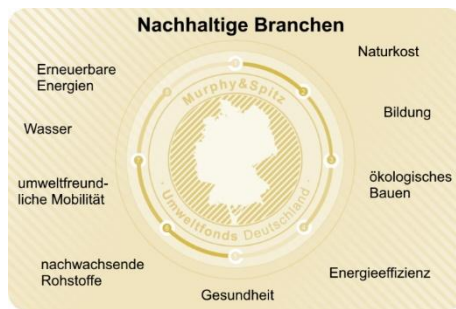 Nachhaltige Branchen
Naturkost
Erneuerbare
Energien
Murphy&Spitz
Bildung
Wasser
ökologisches
Bauen
umweltfreund-
liche Mobilität
· Umweltfonds Deutschland ·
nachwachsende
Rohstoffe
Energieeffizienz
Gesundheit